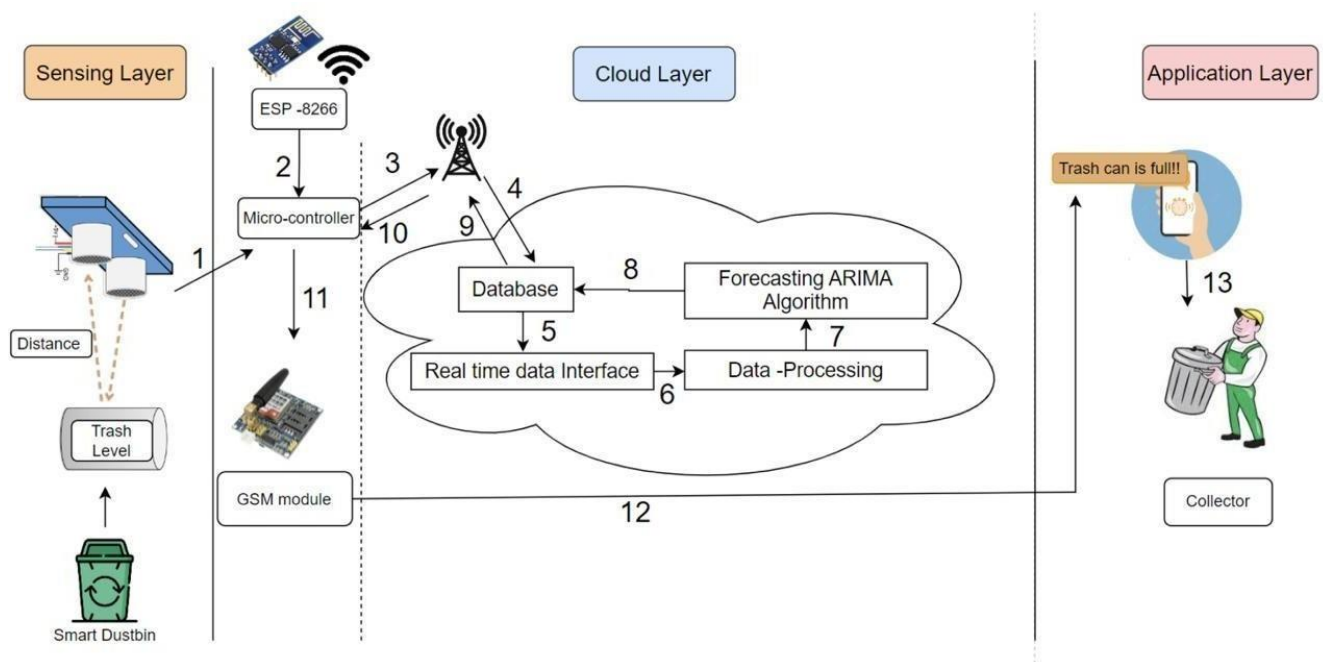 Sensing Layer
Cloud Layer
Application Layer
ESP -8266
2
3
4
Trash can is full!!
Micro-controller
10
9
1
Distance
11
Database
8
Forecasting ARIMA
Algorithm
13
5
7
Real time data Interface
6
Data -Processing
Trash
Level
GSM module
12
Collector
Smart Dustbin